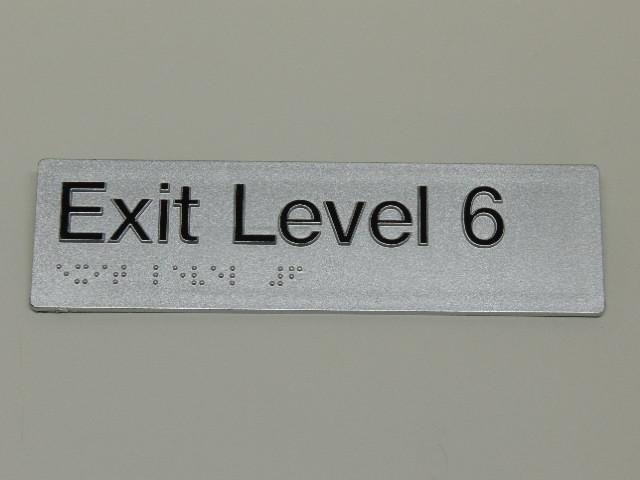 Exit Level 6
⠑⠭⠊⠞ ⠇⠑⠧⠑⠇ ⠼⠋